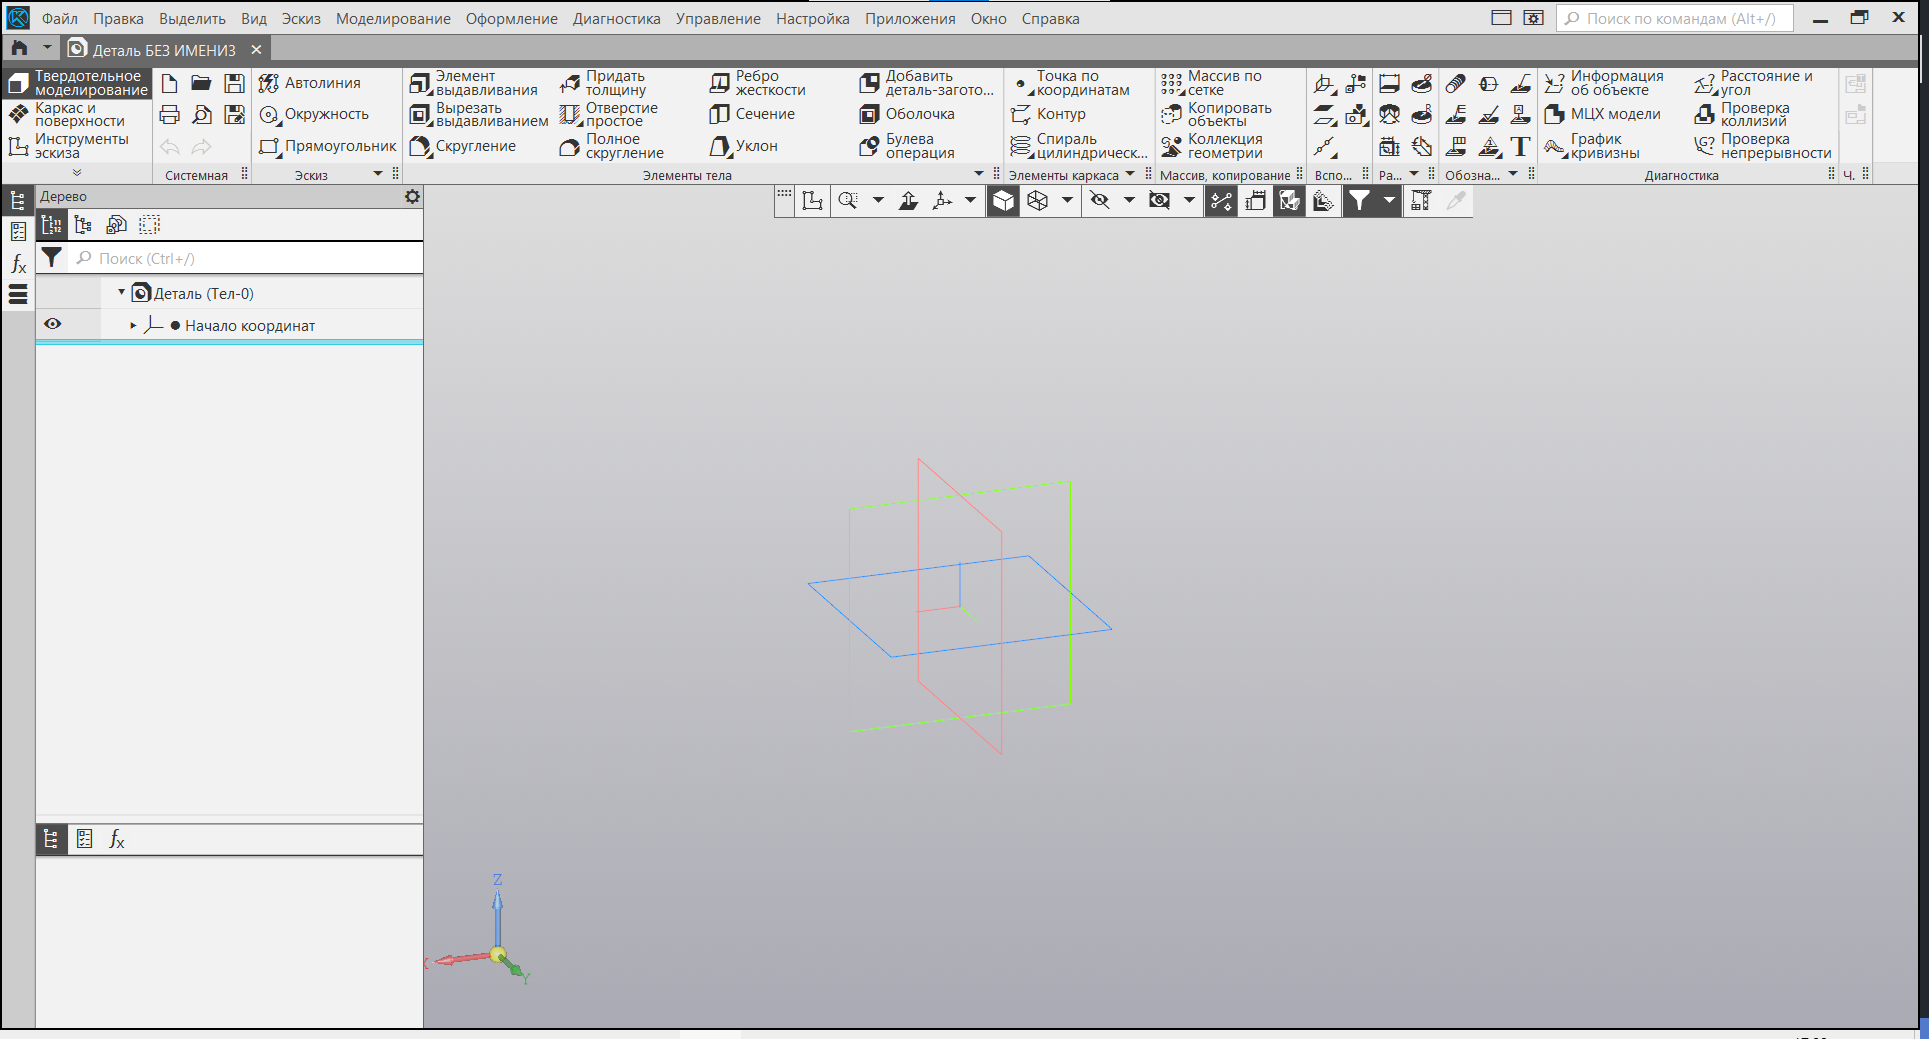 Файл Правка Выделить Вид Эскиз Моделирование Оформление Диагностика Управление Настройка Приложения Окно Справка Поиск по командам (Alt+/)
Деталь БЕЗ ИМЕНИ3
Твердотельное моделирование
Каркас и поверхности
Инструменты эскиза
Системная
Автолиния
Окружность
Прямоугольник
Эскиз
Элемент выдавливания
Вырезать выдавливанием
Скругление
Придать толщину
Отверстие простое
Полное скругление
Ребро жесткости
Сечение
Уклон
Добавить деталь-загото...
Оболочка
Булева операция
Элементы тела
Точка по координатам
Контур
Спираль цилиндрическ...
Элементы каркаса
Массив по сетке
Копировать объекты
Коллекция геометрии
Массив, копирование
Вспо...
Ра...
Обозна...
Информация об объекте
МЦХ модели
График кривизны
Расстояние и угол
Проверка коллизий
Проверка непрерывности
Диагностика
Ч.
Дерево
Поиск (Ctrl+/)
Деталь (Тел-0)
Начало координат
Z
X
Y